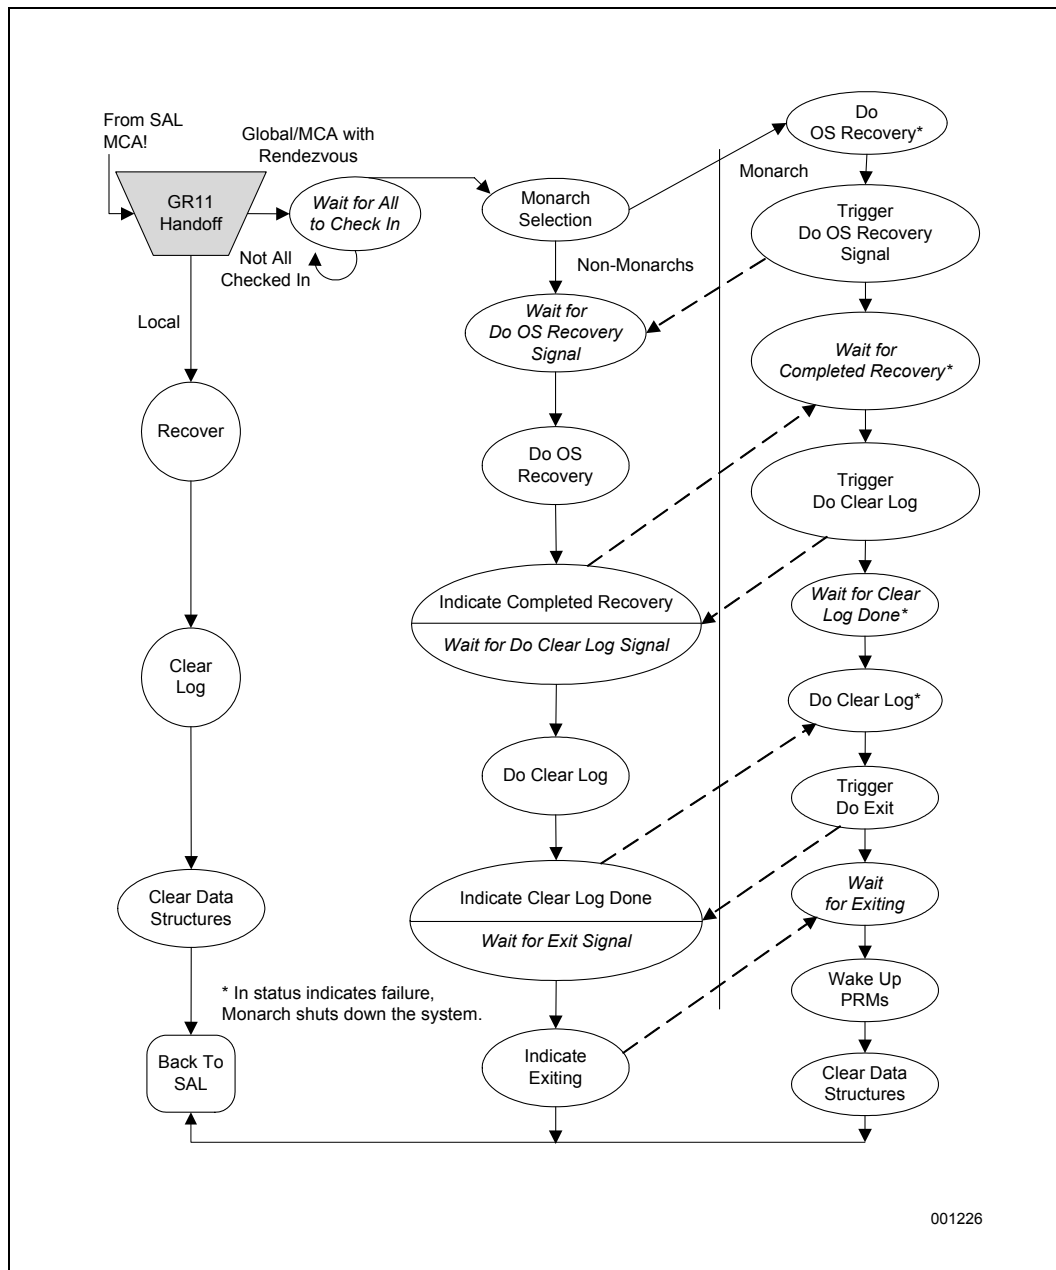 From SAL
MCA!
GR11
Handoff
Global/MCA with
Rendezvous
Wait for All
to Check In
Not All
Checked In
Local
Recover
Clear
Log
Clear Data
Structures
* In status indicates failure,
Monarch shuts down the system.
Back To
SAL
Monarch
Selection
Non-Monarchs
Wait for
Do OS Recovery
Signal
Do OS
Recovery
Indicate Completed Recovery
Wait for Do Clear Log Signal
Do Clear Log
Indicate Clear Log Done
Wait for Exit Signal
Indicate
Exiting
Monarch
Do
OS Recovery*
Trigger
Do OS Recovery
Signal
Wait for
Completed Recovery*
Trigger
Do Clear Log
Wait for Clear
Log Done*
Do Clear Log*
Trigger
Do Exit
Wait
for Exiting
Wake Up
PRMs
Clear Data
Structures
001226